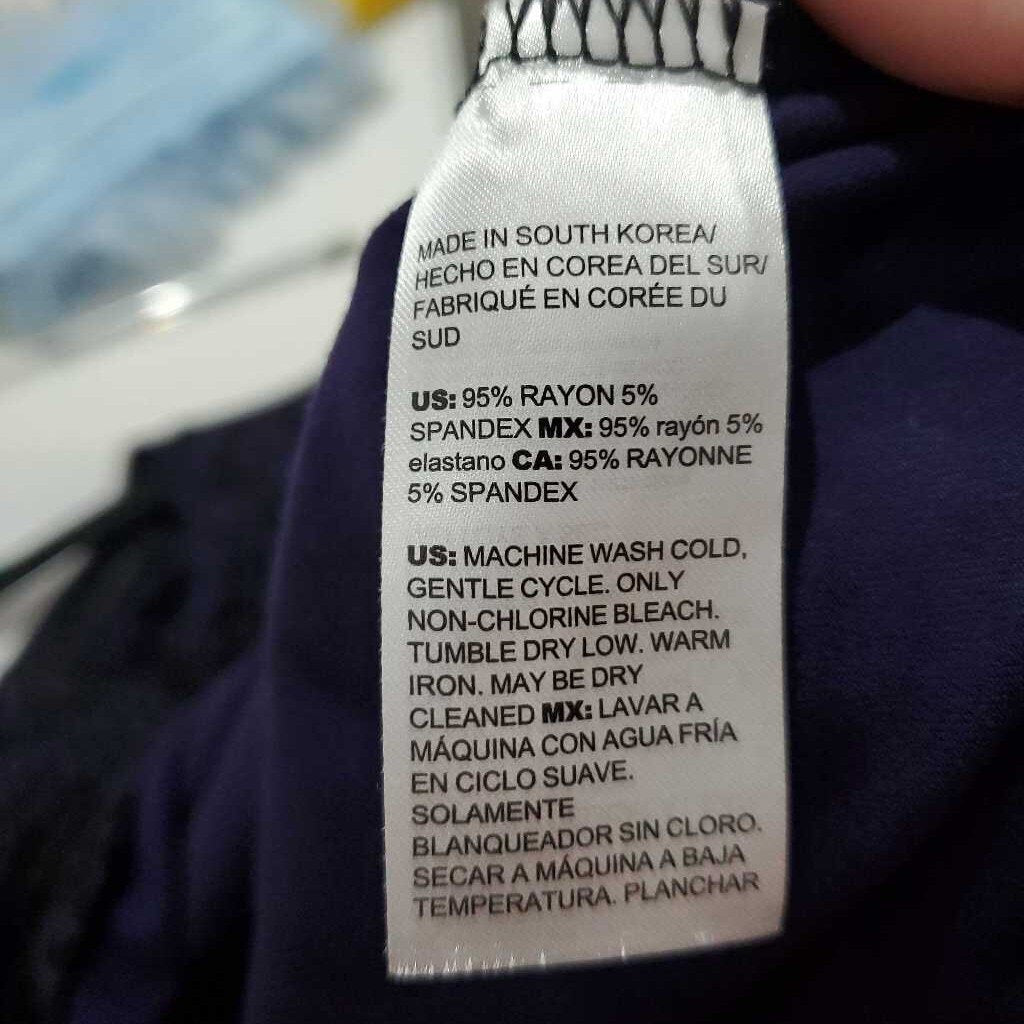 MADE IN SOUTH KOREA/
HECHO EN COREA DEL SUR/
FABRIQUÉ EN CORÉE DU
SUD
US: 95% RAYON 5%
SPANDEX MX: 95% rayón 5%
elastano CA: 95% RAYONNE
5% SPANDEX
US: MACHINE WASH COLD,
GENTLE CYCLE. ONLY
NON-CHLORINE BLEACH.
TUMBLE DRY LOW. WARM
IRON. MAY BE DRY
CLEANED MX: LAVAR A
MÁQUINA CON AGUA FRÍA
EN CICLO SUAVE.
SOLAMENTE
BLANQUEADOR SIN CLORO.
SECAR A MÁQUINA A BAJA
TEMPERATURA. PLANCHAR